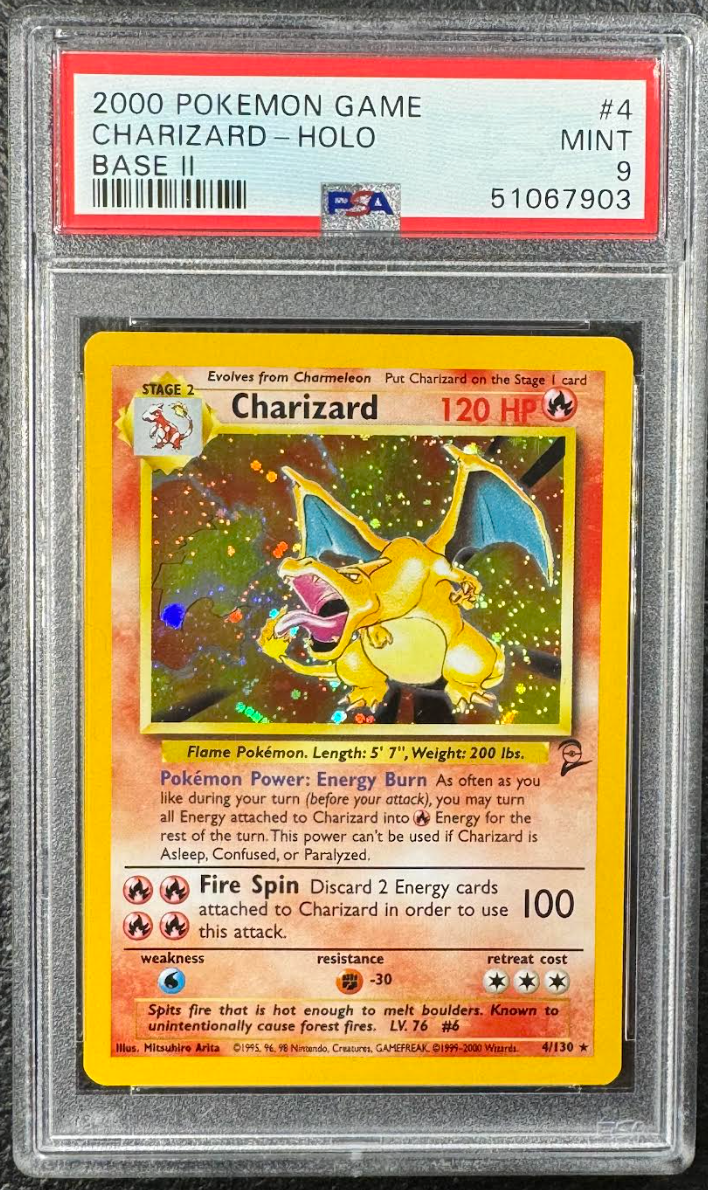 2000 POKEMON GAME #4
CHARIZARD – HOLO MINT
BASE II 9
51067903
PSA
Evolves from Charmeleon Put Charizard on the Stage 1 card
STAGE 2
Charizard 120 HP
Flame Pokémon. Length: 5' 7", Weight: 200 lbs.
Pokémon Power: Energy Burn As often as you
like during your turn (before your attack), you may turn
all Energy attached to Charizard into Energy for the
rest of the turn. This power can't be used if Charizard is
Asleep, Confused, or Paralyzed.
Fire Spin Discard 2 Energy cards
attached to Charizard in order to use 100
this attack.
weakness resistance retreat cost
-30
Spits fire that is hot enough to melt boulders. Known to
unintentionally cause forest fires. LV. 76 #6
Illus. Mitsuhiro Arita ©1995, 96, 98 Nintendo, Creatures, GAMEFREAK. ©1999-2000 Wizards. 4/130 ★
PSA